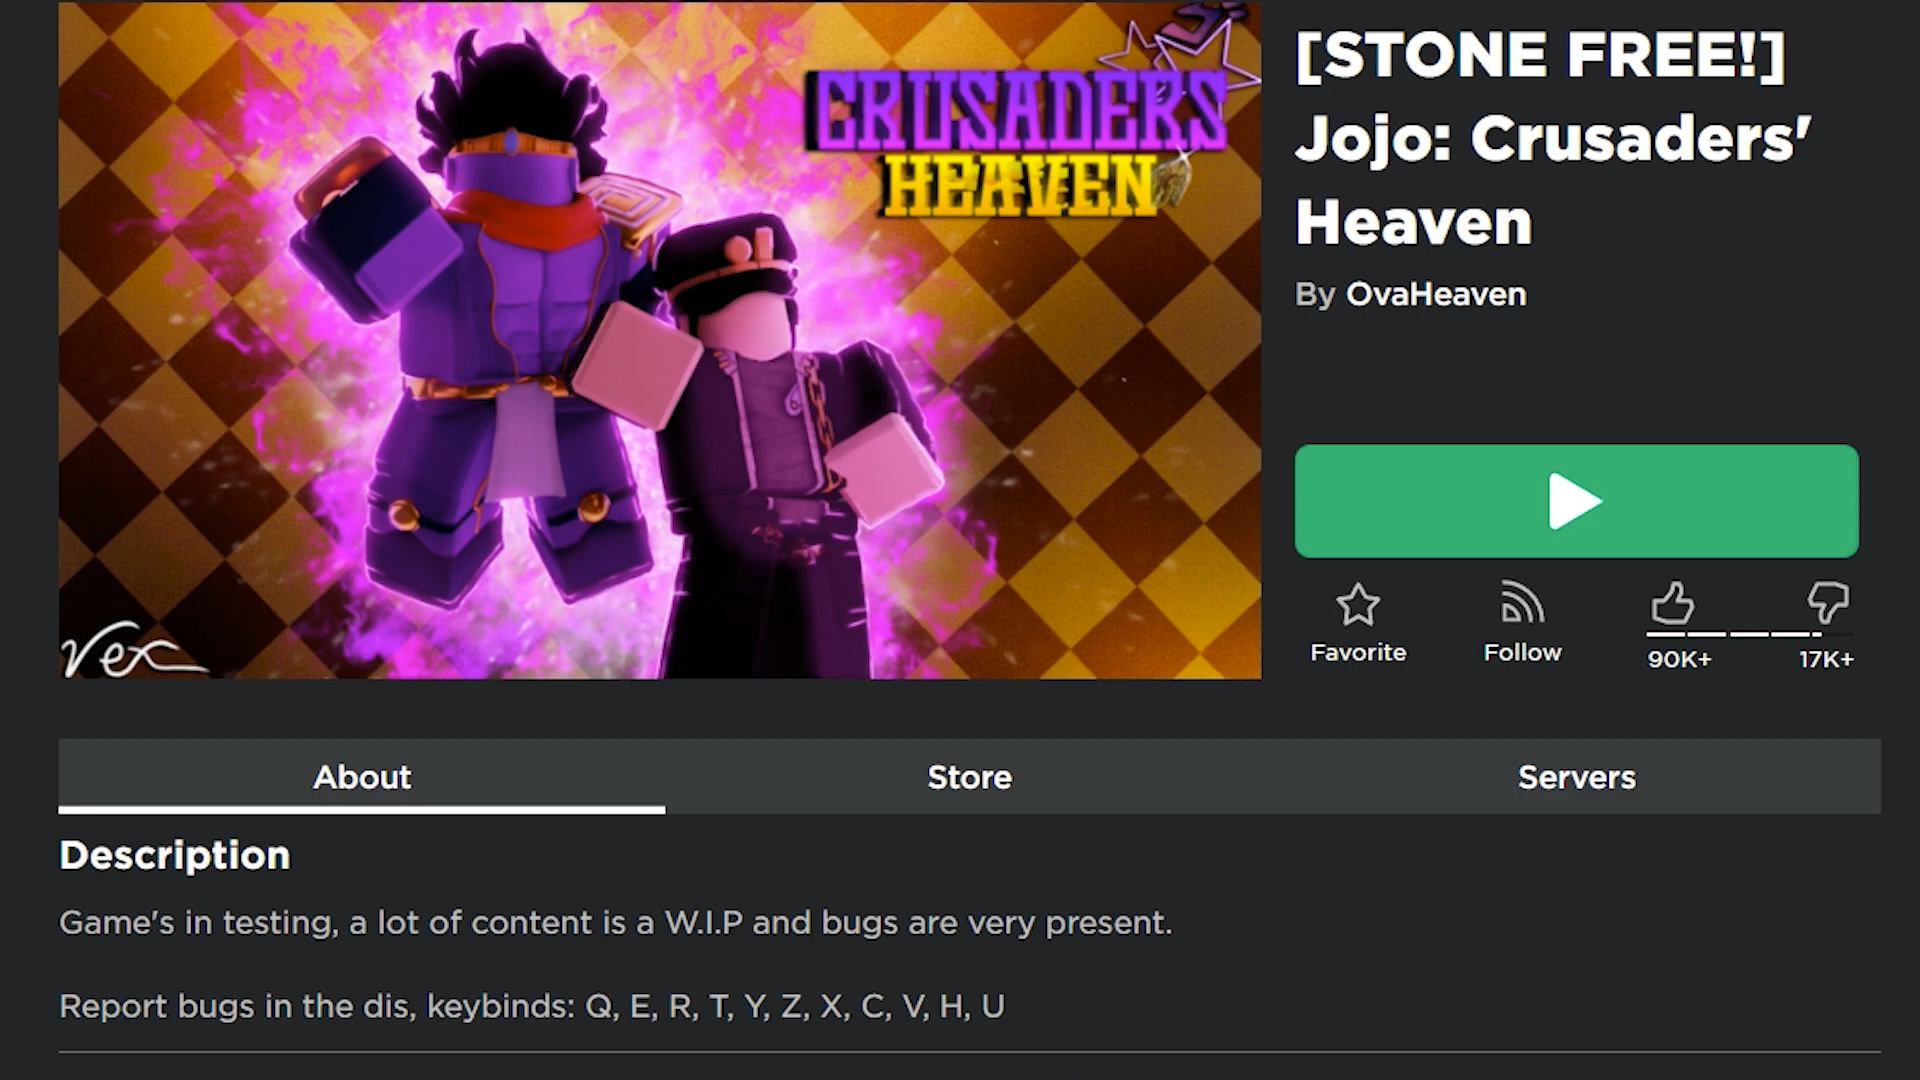 CRUSADERS
HEAVEN
Vex
[STONE FREE!]
Jojo: Crusaders'
Heaven
By OvaHeaven
Favorite
Follow
90K+
17K+
About
Store
Servers
Description
Game's in testing, a lot of content is a W.I.P and bugs are very present.
Report bugs in the dis, keybinds: Q, E, R, T, Y, Z, X, C, V, H, U